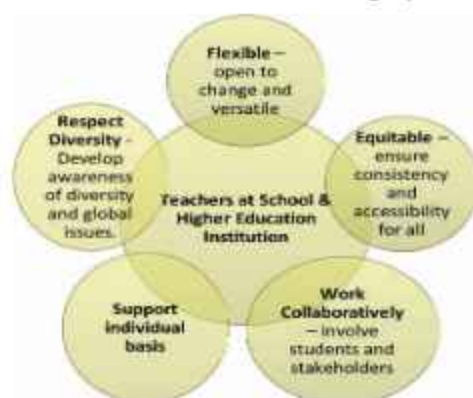 Flexible –
open to
change and
versatile
Respect
Diversity -
Develop
awareness
of diversity
and global
issues.
Equitable –
ensure
consistency
and
accessibility
for all
Teachers at School &
Higher Education
Institution
Support
individual
basis
Work
Collaboratively
– involve
students and
stakeholders